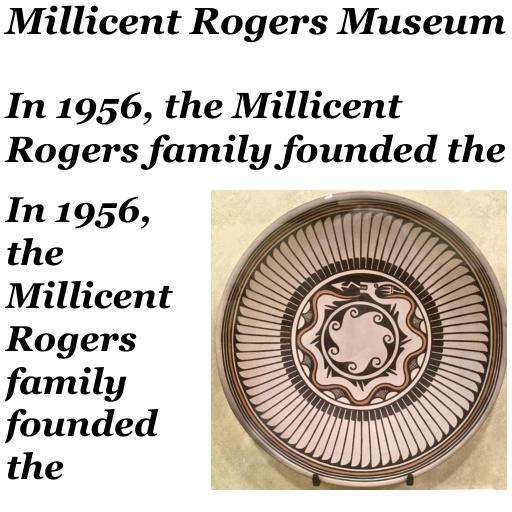 Millicent Rogers Museum
In 1956, the Millicent
Rogers family founded the
In 1956,
the
Millicent
Rogers
family
founded
the